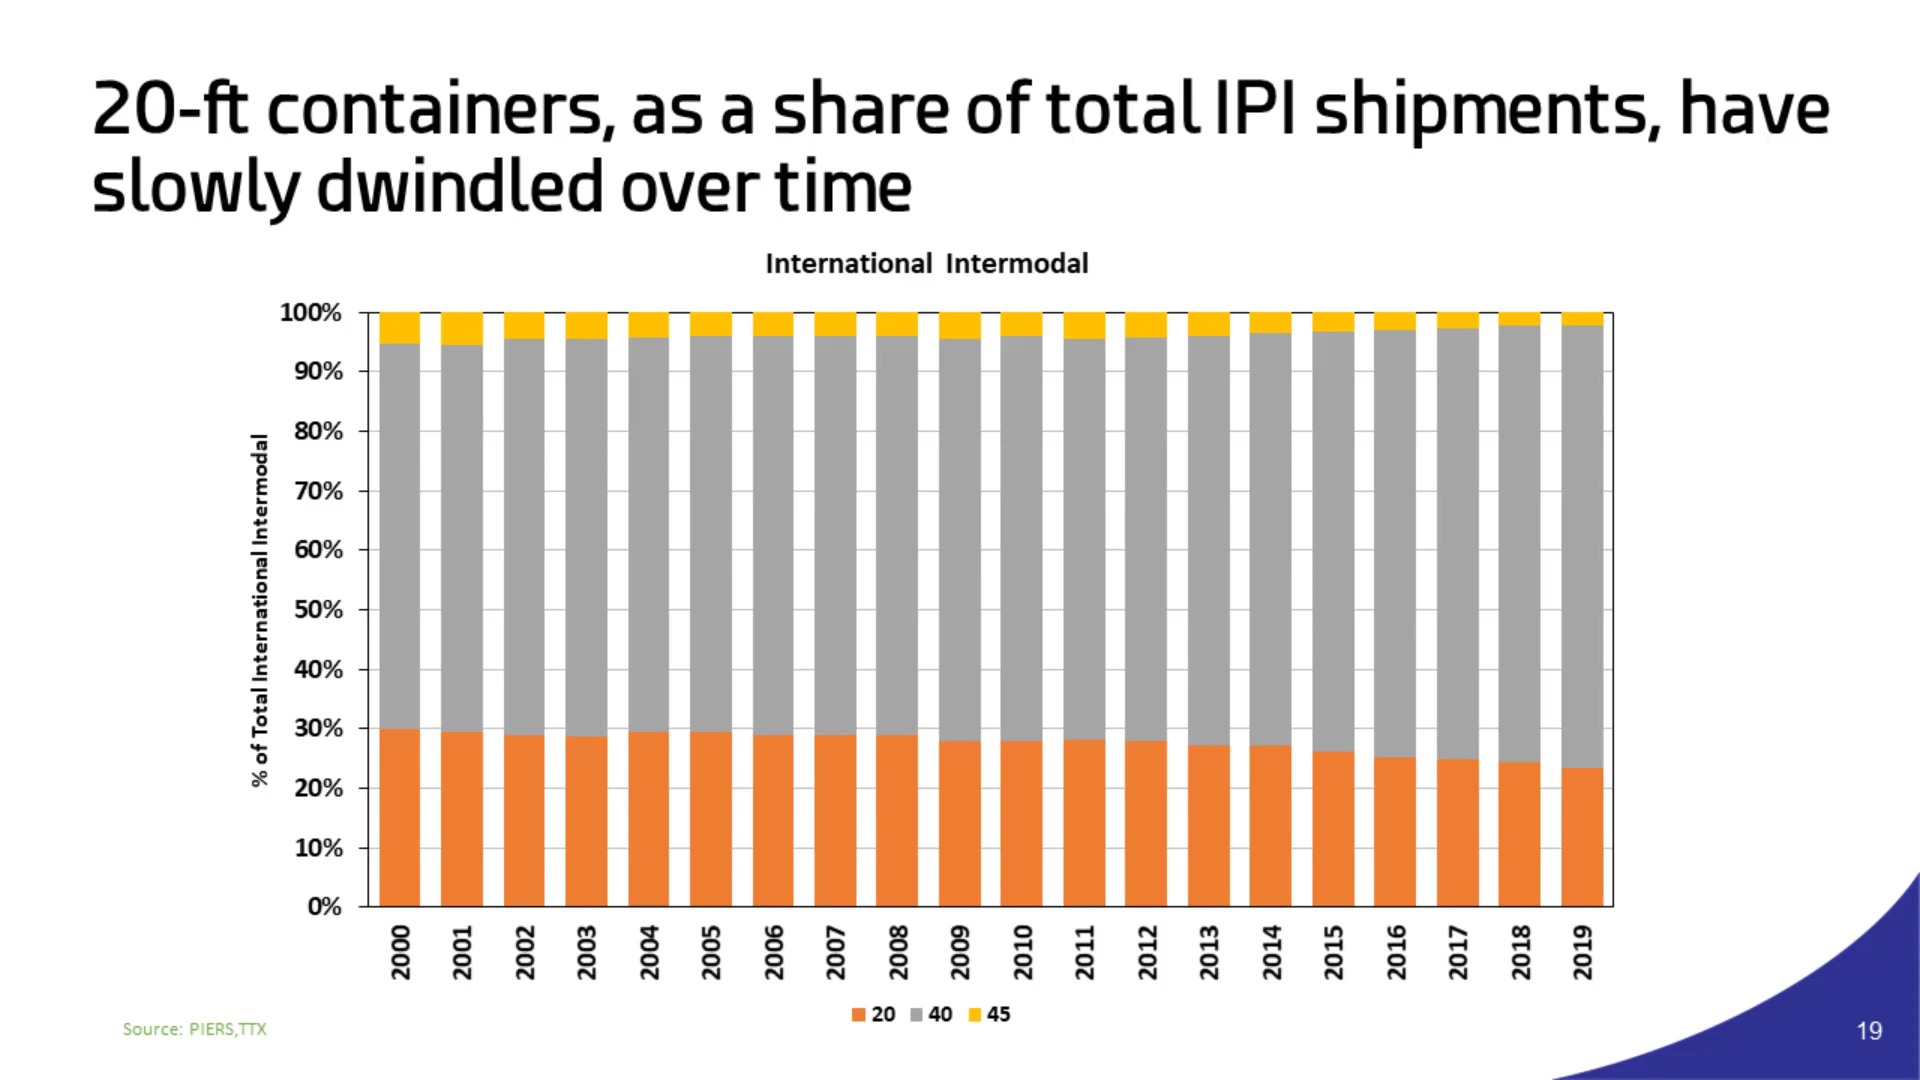 20-ft containers, as a share of total IPI shipments, have
slowly dwindled over time
International Intermodal
% of Total International Intermodal
100%
90%
80%
70%
60%
50%
40%
30%
20%
10%
0%
2000 2001 2002 2003 2004 2005 2006 2007 2008 2009 2010 2011 2012 2013 2014 2015 2016 2017 2018 2019
20 40 45
Source: PIERS,TTX
19